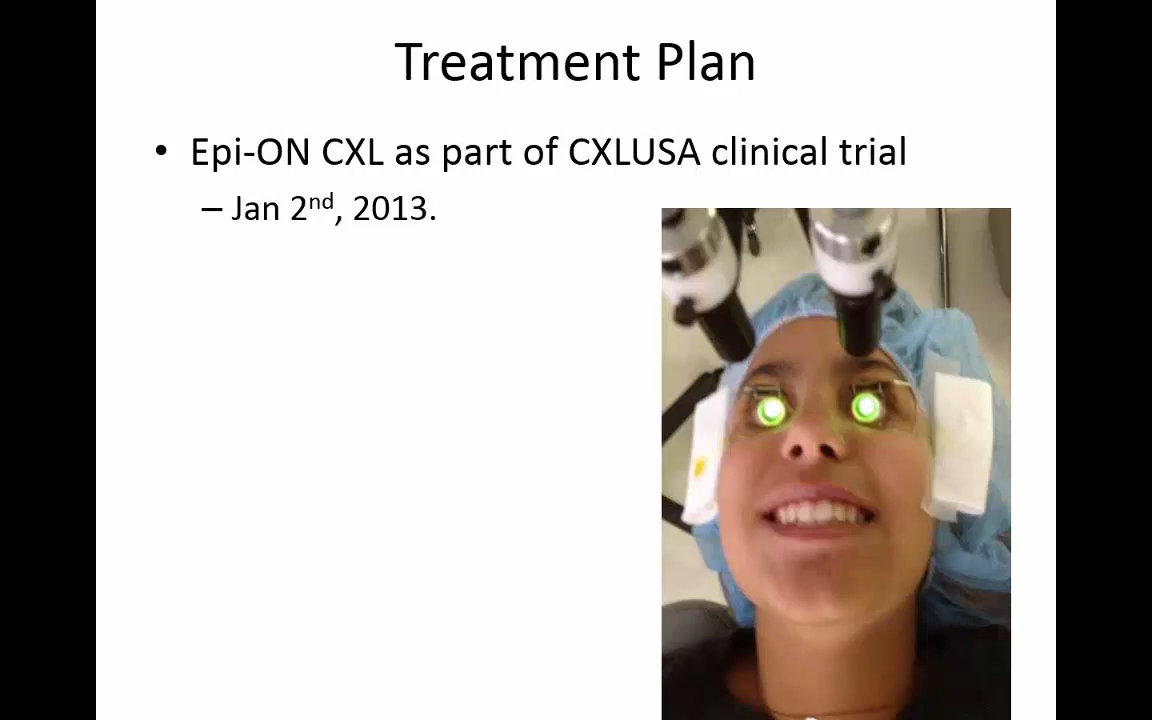 Treatment Plan
• Epi-ON CXL as part of CXLUSA clinical trial
– Jan 2nd, 2013.